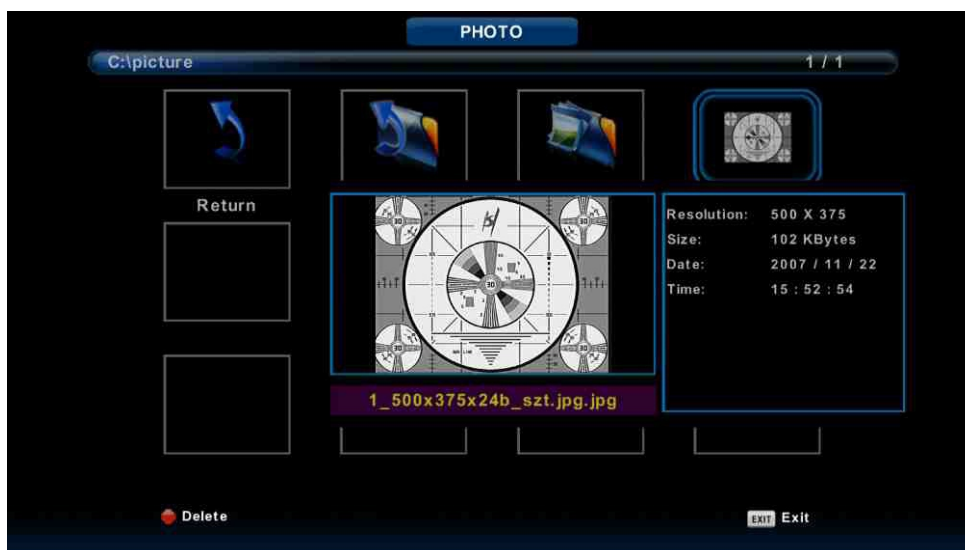 PHOTO
C:\picture 1 / 1
Return
Resolution: 500 X 375
Size: 102 KBytes
Date: 2007 / 11 / 22
Time: 15 : 52 : 54
1_500x375x24b_szt.jpg.jpg
Delete
EXIT Exit